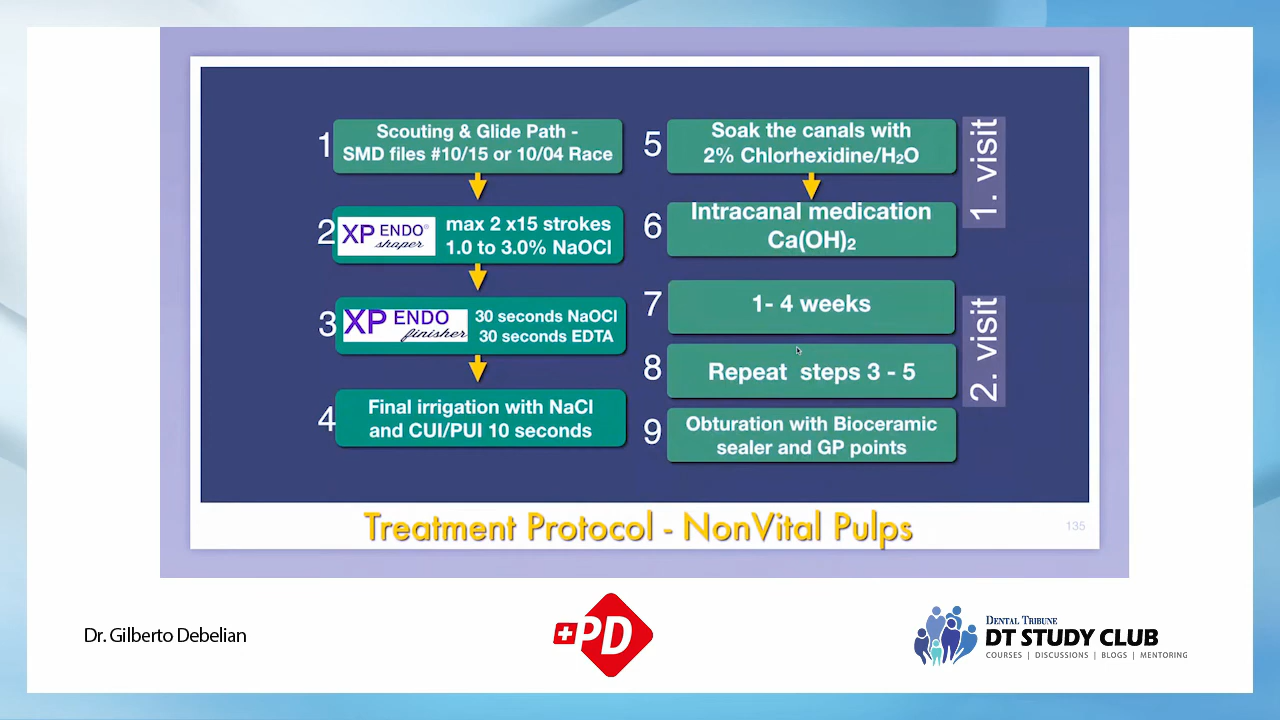 1
Scouting & Glide Path -
SMD files #10/15 or 10/04 Race
2
XP ENDO® shaper
max 2 x15 strokes
1.0 to 3.0% NaOCl
3
XP ENDO finisher
30 seconds NaOCl
30 seconds EDTA
4
Final irrigation with NaCl
and CUI/PUI 10 seconds
5
Soak the canals with
2% Chlorhexidine/H₂O
6
Intracanal medication
Ca(OH)₂
1. visit
7
1- 4 weeks
8
Repeat steps 3 - 5
9
Obturation with Bioceramic
sealer and GP points
2. visit
Treatment Protocol - NonVital Pulps
135
Dr. Gilberto Debelian
PD
DENTAL TRIBUNE
DT STUDY CLUB
COURSES | DISCUSSIONS | BLOGS | MENTORING